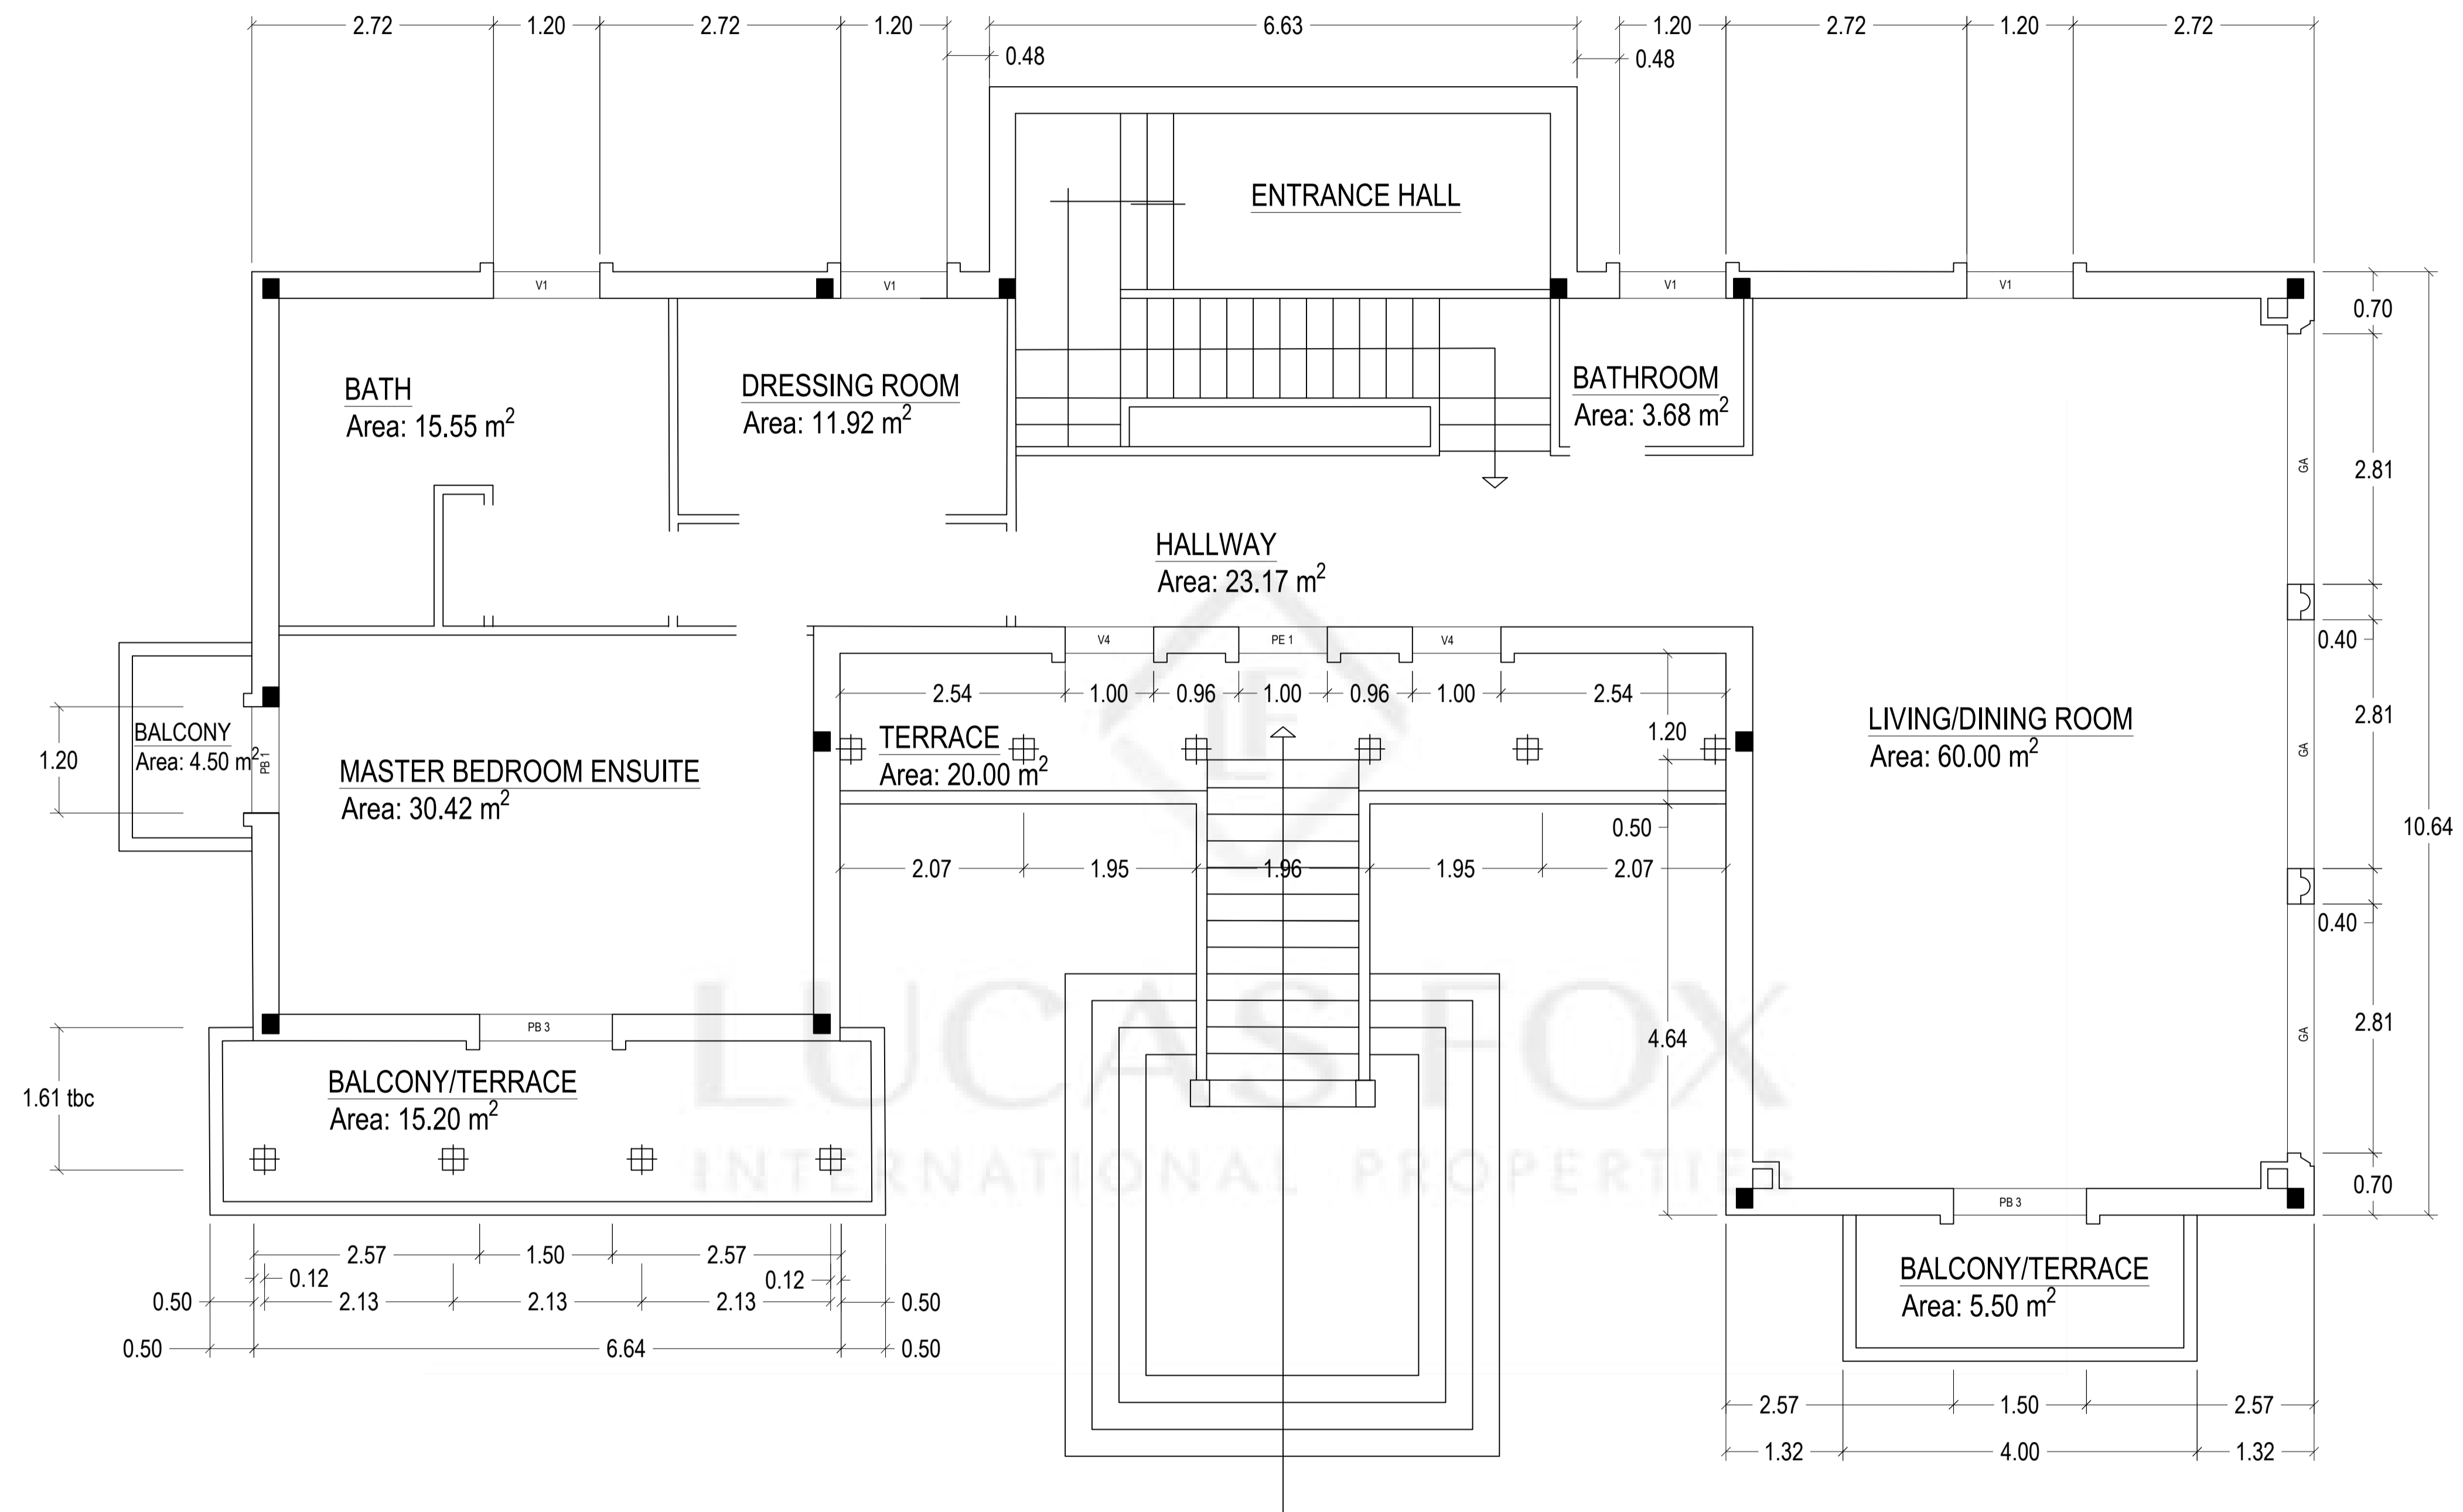 2.72 1.20 2.72 1.20 6.63 1.20 2.72 1.20 2.72
0.48 0.48
ENTRANCE HALL
V1 V1 V1 V1
0.70
BATH
Area: 15.55 m²
DRESSING ROOM
Area: 11.92 m²
BATHROOM
Area: 3.68 m²
GA
2.81
HALLWAY
Area: 23.17 m²
V4 PE 1 V4
0.40
2.54 1.00 0.96 1.00 0.96 1.00 2.54
1.20
BALCONY
Area: 4.50 m²
PB 1
1.20
MASTER BEDROOM ENSUITE
Area: 30.42 m²
TERRACE
Area: 20.00 m²
LIVING/DINING ROOM
Area: 60.00 m²
GA
2.81
LF
0.50
10.64
2.07 1.95 1.96 1.95 2.07
0.40
PB 3
4.64
GA
2.81
LUCAS FOX
INTERNATIONAL PROPERTIES
1.61 tbc
BALCONY/TERRACE
Area: 15.20 m²
0.70
PB 3
2.57 1.50 2.57
0.12 0.12
0.50 2.13 2.13 2.13 0.50
0.50 6.64 0.50
BALCONY/TERRACE
Area: 5.50 m²
2.57 1.50 2.57
1.32 4.00 1.32